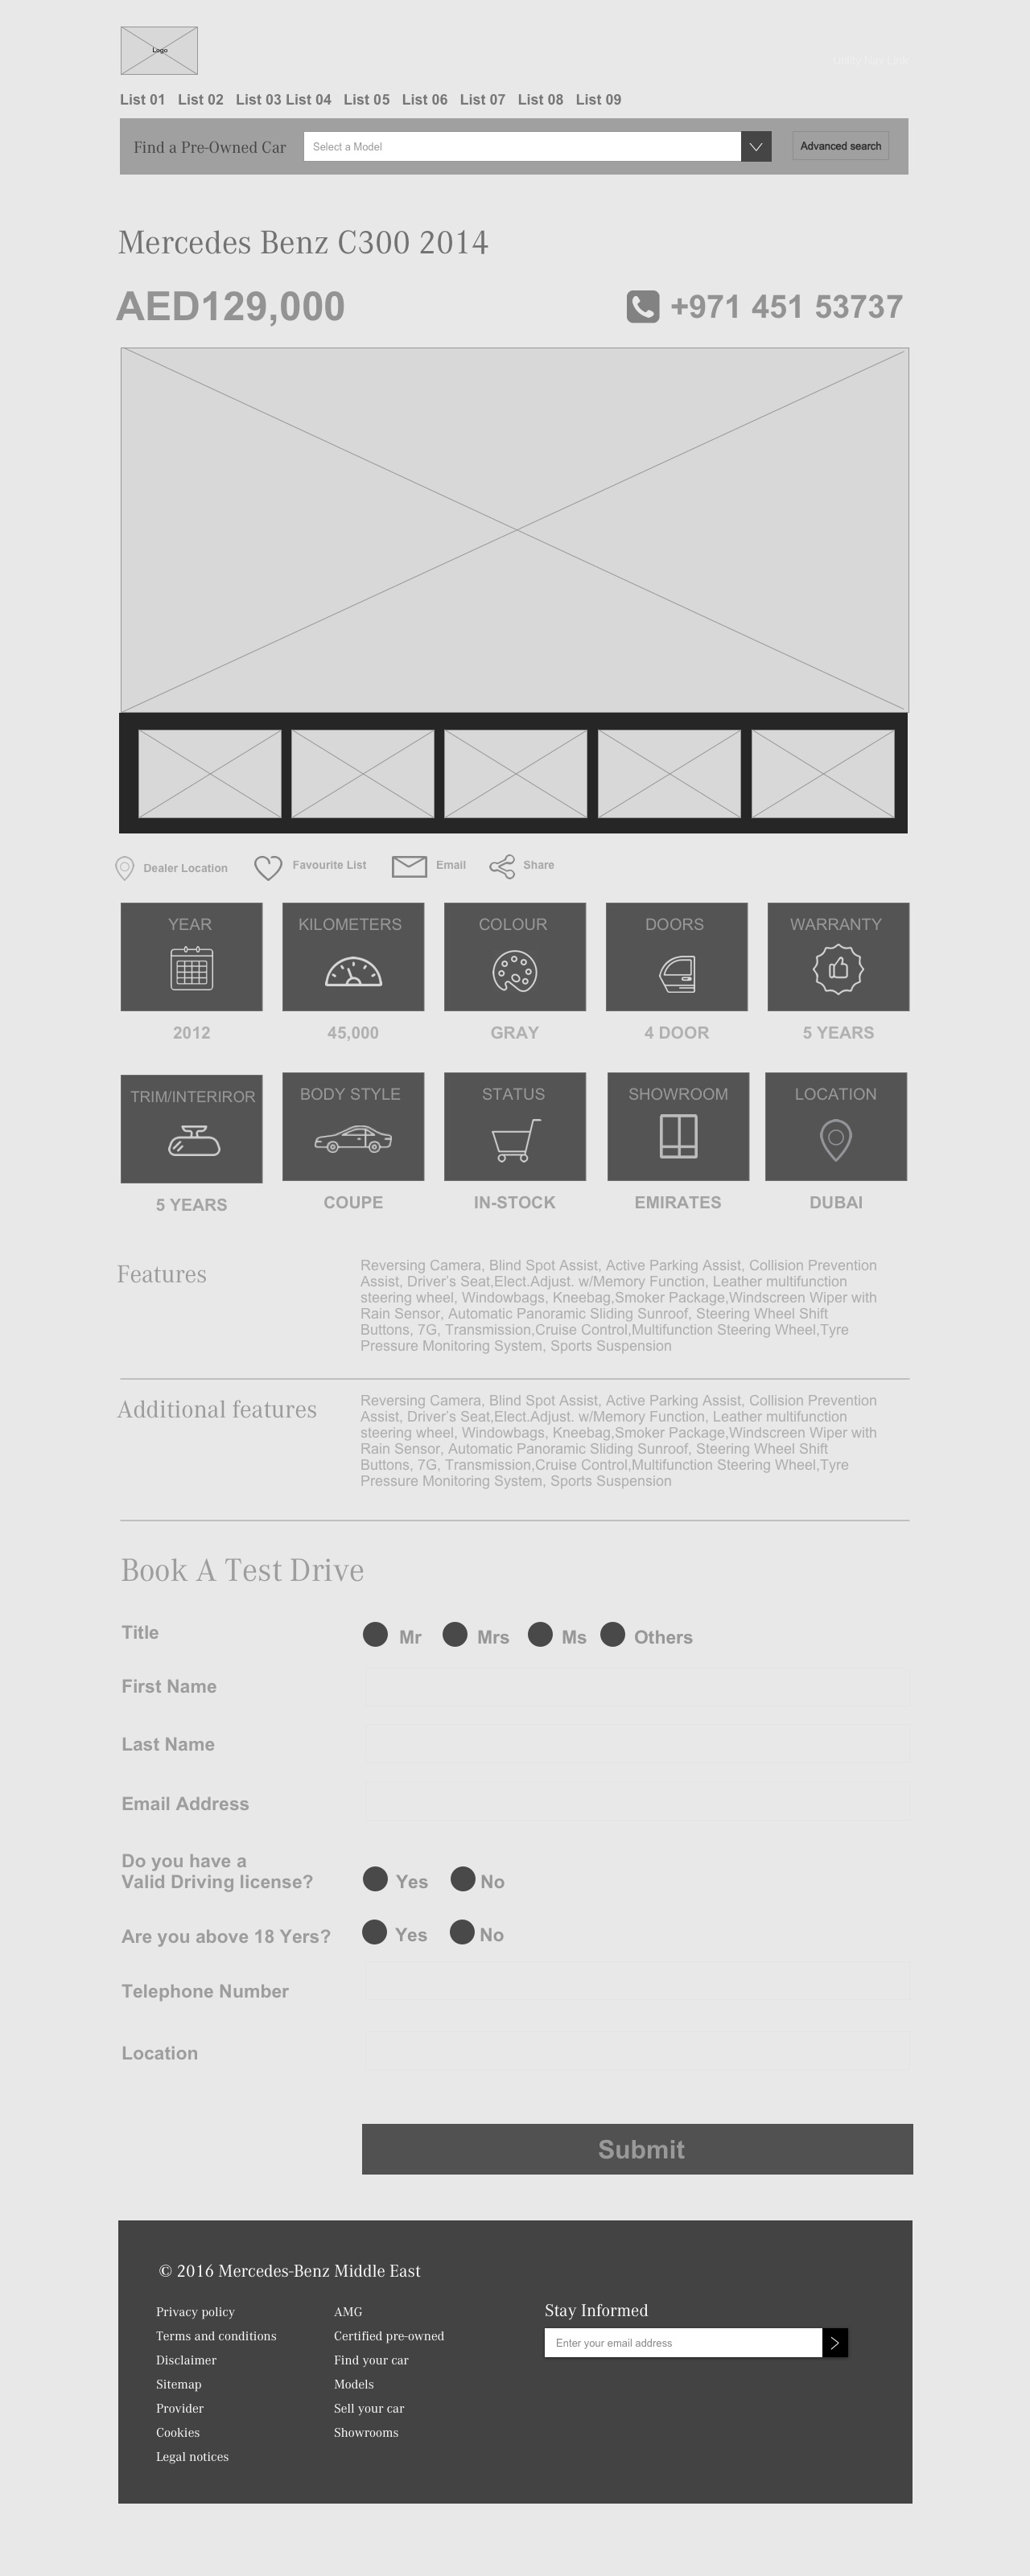 Logo
List 01 List 02 List 03 List 04 List 05 List 06 List 07 List 08 List 09
Find a Pre-Owned Car
Select a Model
Advanced search
Mercedes Benz C300 2014
AED129,000
+971 451 53737
Dealer Location
Favourite List
Email
Share
YEAR
KILOMETERS
COLOUR
DOORS
WARRANTY
2012
45,000
GRAY
4 DOOR
5 YEARS
TRIM/INTERIROR
BODY STYLE
STATUS
SHOWROOM
LOCATION
5 YEARS
COUPE
IN-STOCK
EMIRATES
DUBAI
Features
Reversing Camera, Blind Spot Assist, Active Parking Assist, Collision Prevention
Assist, Driver's Seat,Elect.Adjust. w/Memory Function, Leather multifunction
steering wheel, Windowbags, Kneebag,Smoker Package,Windscreen Wiper with
Rain Sensor, Automatic Panoramic Sliding Sunroof, Steering Wheel Shift
Buttons, 7G, Transmission,Cruise Control,Multifunction Steering Wheel,Tyre
Pressure Monitoring System, Sports Suspension
Additional features
Reversing Camera, Blind Spot Assist, Active Parking Assist, Collision Prevention
Assist, Driver's Seat,Elect.Adjust. w/Memory Function, Leather multifunction
steering wheel, Windowbags, Kneebag,Smoker Package,Windscreen Wiper with
Rain Sensor, Automatic Panoramic Sliding Sunroof, Steering Wheel Shift
Buttons, 7G, Transmission,Cruise Control,Multifunction Steering Wheel,Tyre
Pressure Monitoring System, Sports Suspension
Book A Test Drive
Title
Mr Mrs Ms Others
First Name
Last Name
Email Address
Do you have a
Valid Driving license?
Yes No
Are you above 18 Yers?
Yes No
Telephone Number
Location
Submit
© 2016 Mercedes-Benz Middle East
Privacy policy
Terms and conditions
Disclaimer
Sitemap
Provider
Cookies
Legal notices
AMG
Certified pre-owned
Find your car
Models
Sell your car
Showrooms
Stay Informed
Enter your email address